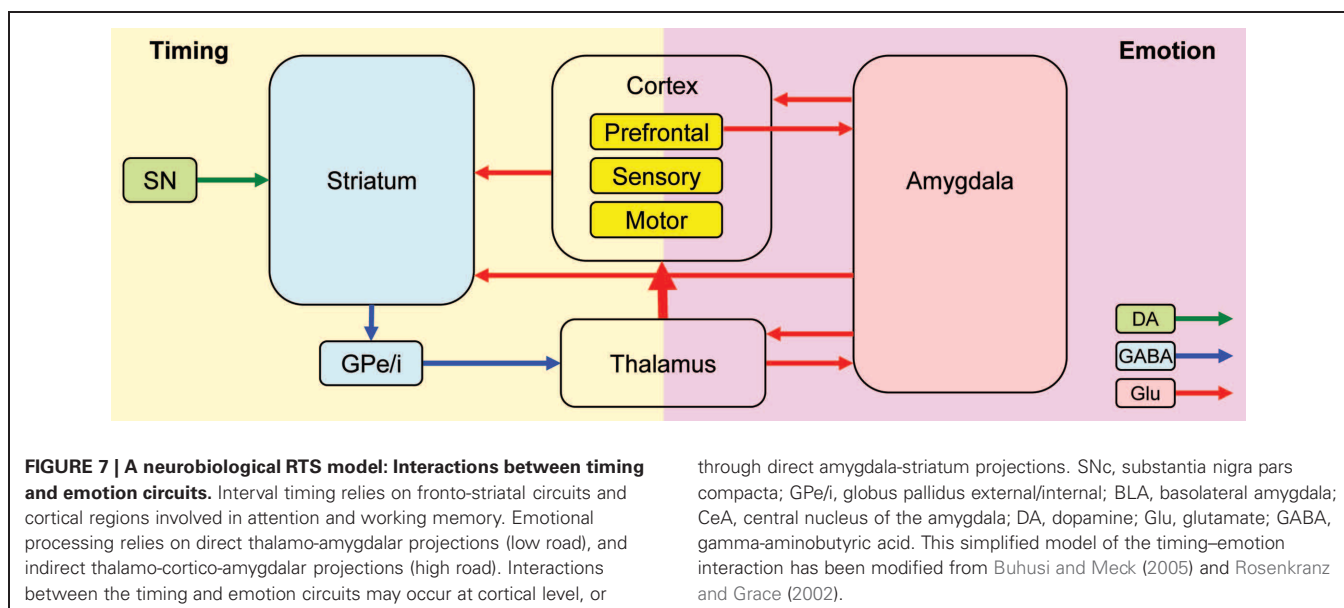 Timing
Emotion
Cortex
Prefrontal
Sensory
Motor
SN
Striatum
Amygdala
GPe/i
Thalamus
DA
GABA
Glu
FIGURE 7 | A neurobiological RTS model: Interactions between timing
and emotion circuits. Interval timing relies on fronto-striatal circuits and
cortical regions involved in attention and working memory. Emotional
processing relies on direct thalamo-amygdalar projections (low road), and
indirect thalamo-cortico-amygdalar projections (high road). Interactions
between the timing and emotion circuits may occur at cortical level, or
through direct amygdala-striatum projections. SNc, substantia nigra pars
compacta; GPe/i, globus pallidus external/internal; BLA, basolateral amygdala;
CeA, central nucleus of the amygdala; DA, dopamine; Glu, glutamate; GABA,
gamma-aminobutyric acid. This simplified model of the timing–emotion
interaction has been modified from Buhusi and Meck (2005) and Rosenkranz
and Grace (2002).